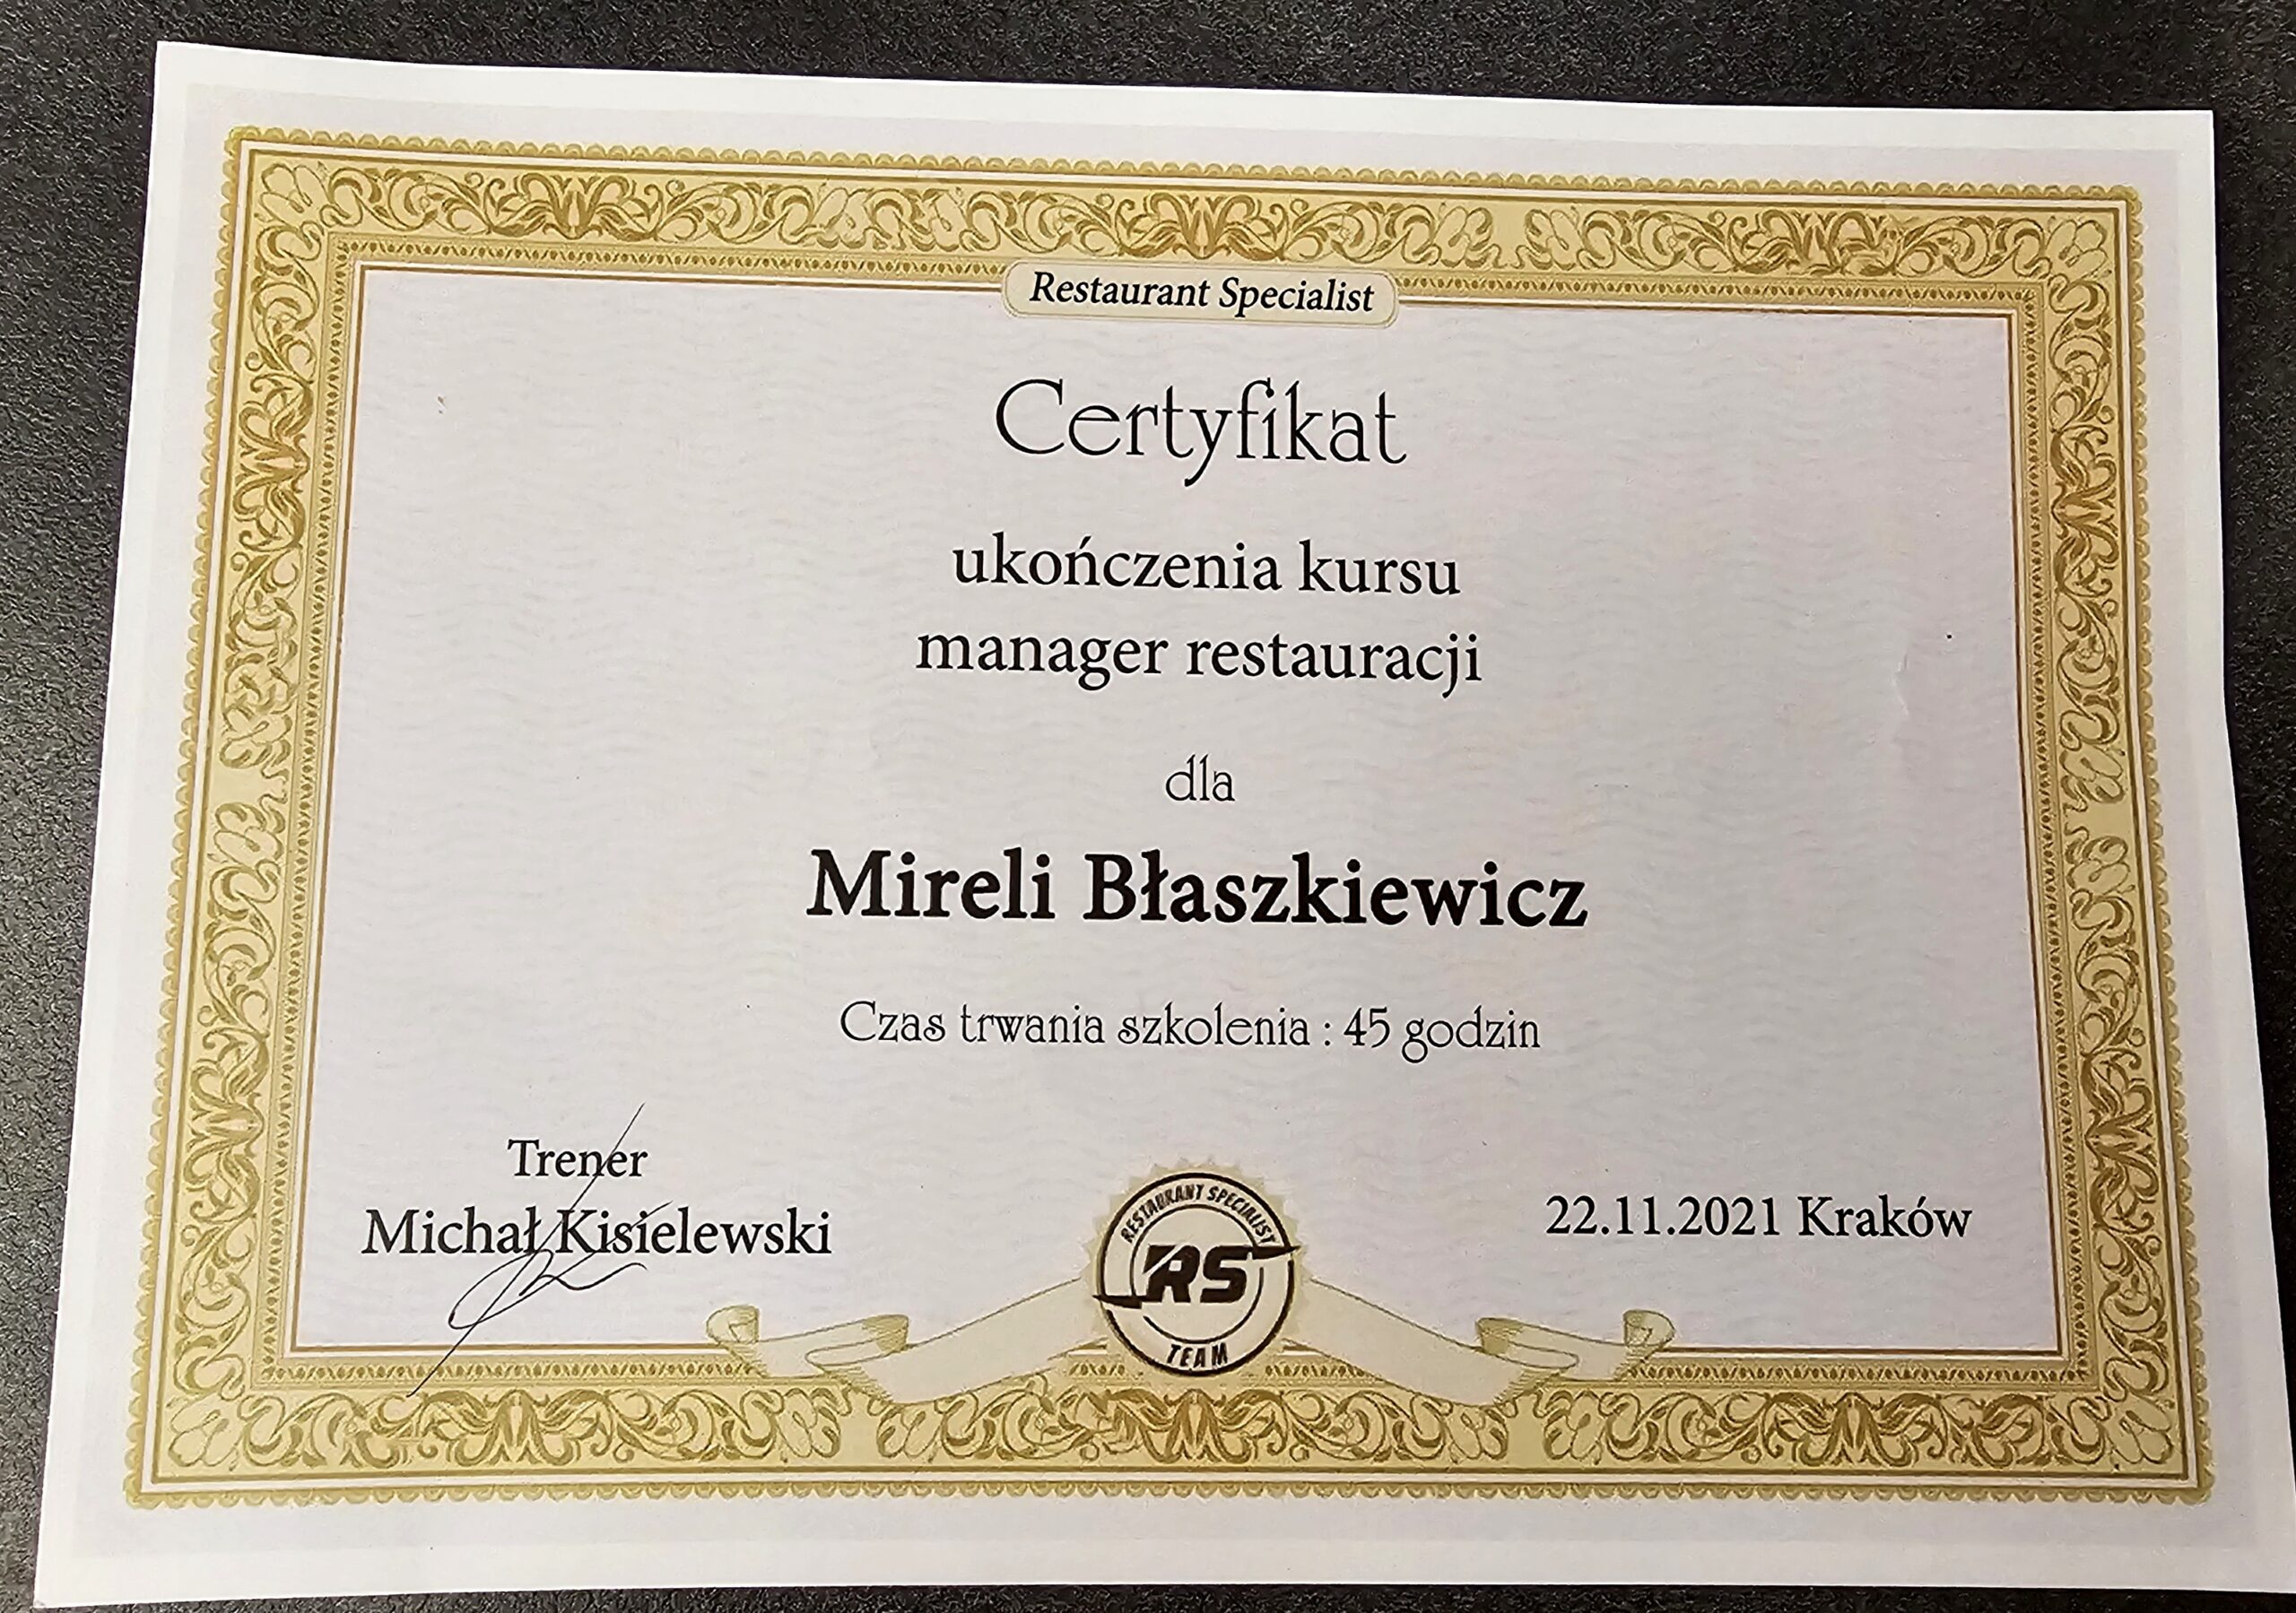 Restaurant Specialist
Certyfikat
ukończenia kursu
manager restauracji
dla
Mireli Błaszkiewicz
Czas trwania szkolenia : 45 godzin
Trener
Michał Kisielewski
22.11.2021 Kraków
RESTAURANT SPECIALIST
RS
TEAM